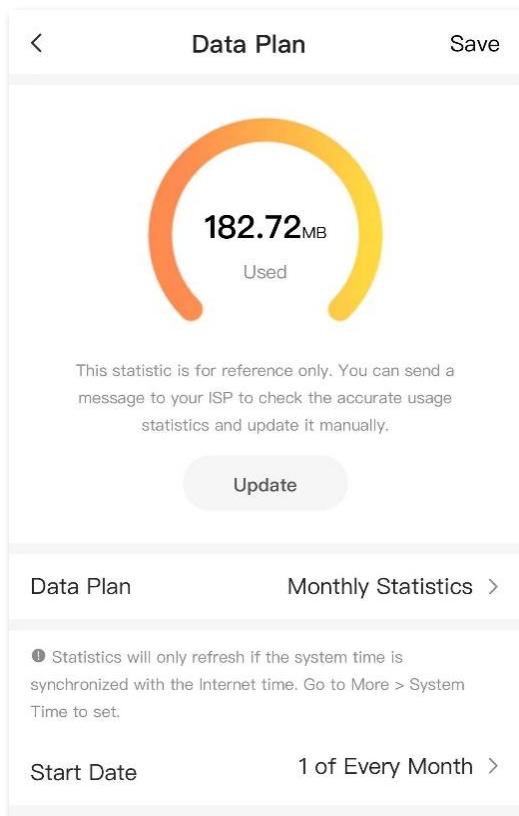 Data Plan Save
182.72MB
Used
This statistic is for reference only. You can send a
message to your ISP to check the accurate usage
statistics and update it manually.
Update
Data Plan Monthly Statistics
Statistics will only refresh if the system time is
synchronized with the Internet time. Go to More > System
Time to set.
Start Date 1 of Every Month